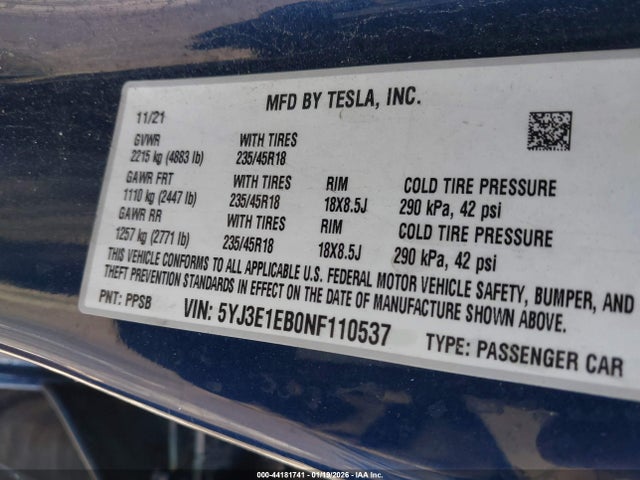 MFD BY TESLA, INC.
11/21
GVWR WITH TIRES
2215 kg (4883 lb) 235/45R18
GAWR FRT WITH TIRES RIM COLD TIRE PRESSURE
1110 kg (2447 lb) 235/45R18 18X8.5J 290 kPa, 42 psi
GAWR RR WITH TIRES RIM COLD TIRE PRESSURE
1257 kg (2771 lb) 235/45R18 18X8.5J 290 kPa, 42 psi
THIS VEHICLE CONFORMS TO ALL APPLICABLE U.S. FEDERAL MOTOR VEHICLE SAFETY, BUMPER, AND
THEFT PREVENTION STANDARDS IN EFFECT ON THE DATE OF MANUFACTURE SHOWN ABOVE.
PNT: PPSB VIN: 5YJ3E1EB0NF110537 TYPE: PASSENGER CAR
000-44181741 - 01/19/2026 - IAA Inc.